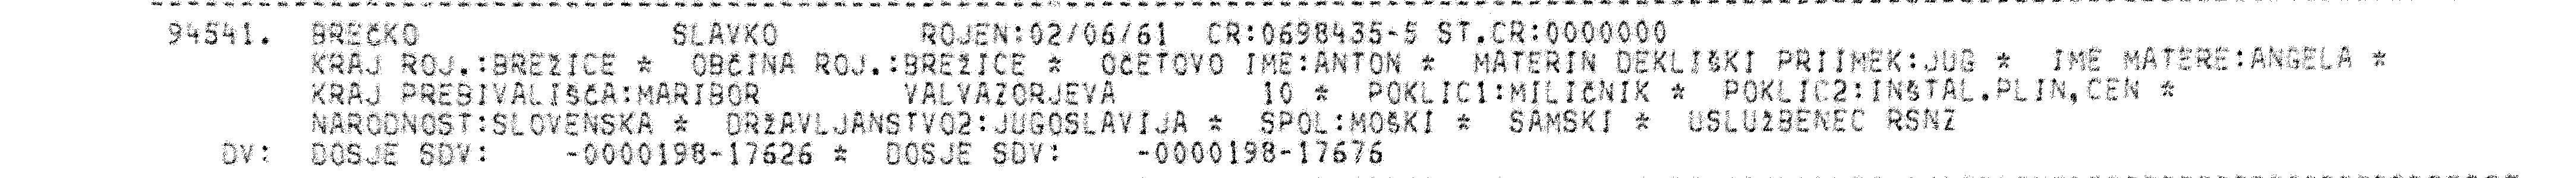 94541. BREČKO SLAVKO ROJEN:02/06/61 CR:0698435-5 ST.CR:0000000
KRAJ ROJ.:BREŽICE * OBČINA ROJ.:BREŽICE * OČETOVO IME:ANTON * MATERIN DEKLIŠKI PRIIMEK:JUG * IME MATERE:ANGELA *
KRAJ PREBIVALIŠČA:MARIBOR VALVAZORJEVA 10 * POKLIC1:MILIČNIK * POKLIC2:INŠTAL.PLIN,CEN *
NARODNOST:SLOVENSKA * DRŽAVLJANSTVO2:JUGOSLAVIJA * SPOL:MOŠKI * SAMSKI * USLUŽBENEC RSNZ
DV: DOSJE SDV: -0000198-17626 * DOSJE SDV: -0000198-17676